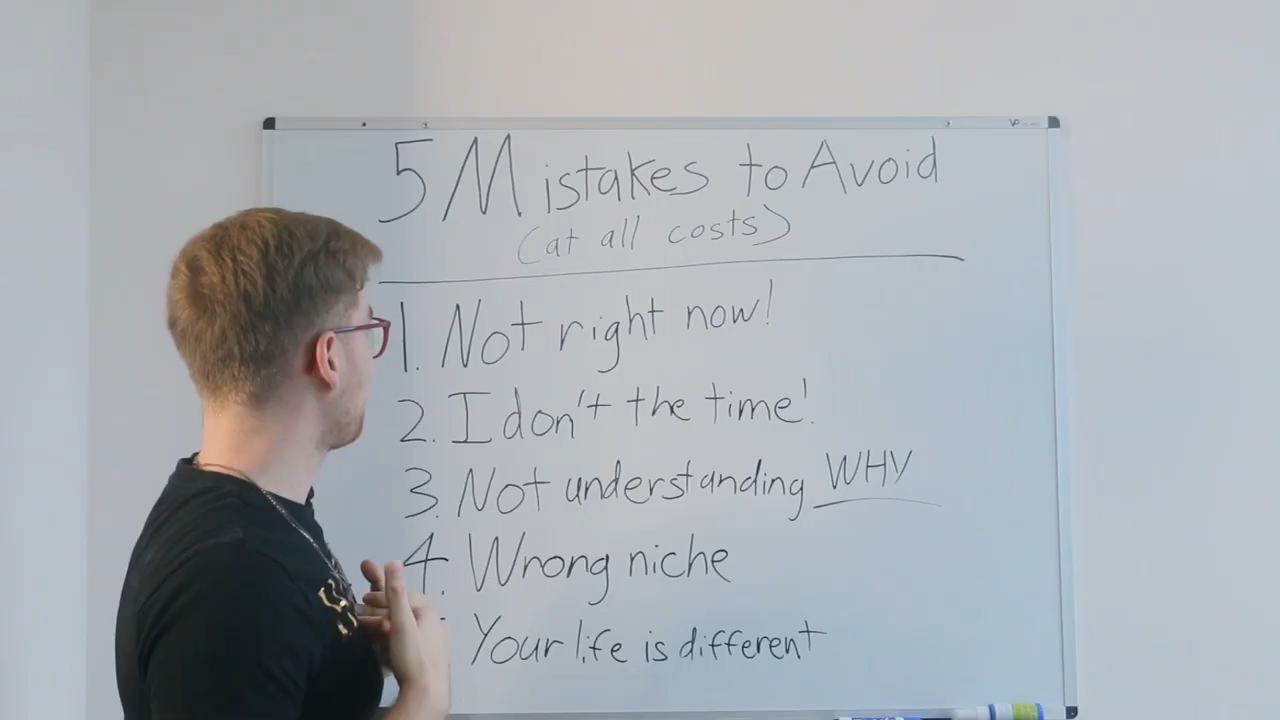 5 Mistakes to Avoid
(at all costs)
1. Not right now!
2. I don't the time!
3. Not understanding WHY
4. Wrong niche
Your life is different